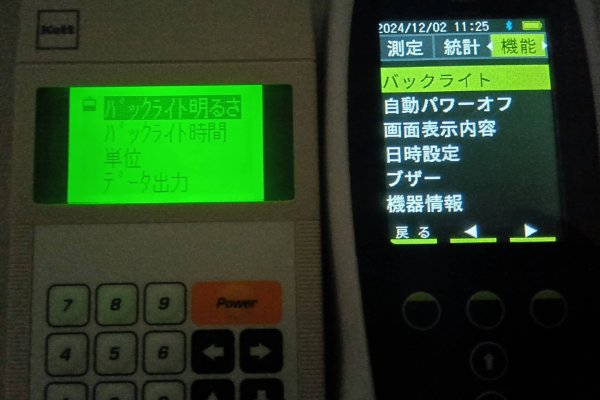 Kett
バックライト明るさ
バックライト時間
単位
データ出力
7 8 9 Power
4 5 6
2024/12/02 11:25
測定 統計 機能
バックライト
自動パワーオフ
画面表示内容
日時設定
ブザー
機器情報
戻る